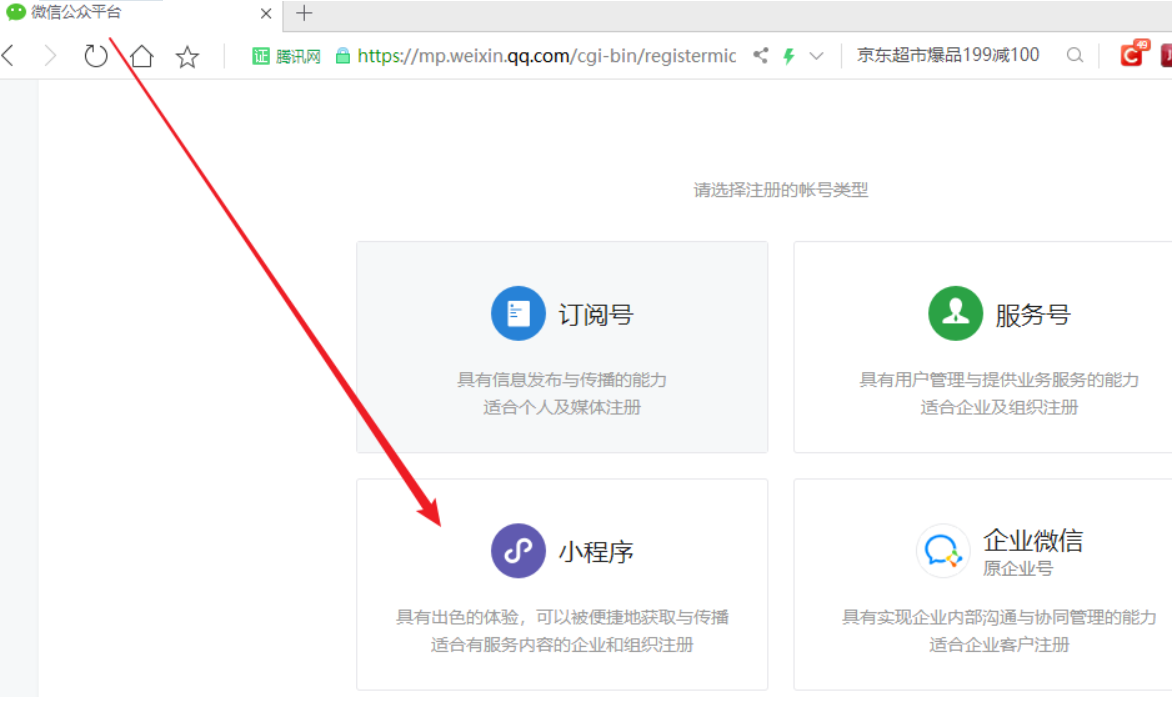 微信公众平台
证 腾讯网 https://mp.weixin.qq.com/cgi-bin/registermic 京东超市爆品199减100 49
请选择注册的帐号类型
订阅号
具有信息发布与传播的能力
适合个人及媒体注册
服务号
具有用户管理与提供业务服务的能力
适合企业及组织注册
小程序
具有出色的体验，可以被便捷地获取与传播
适合有服务内容的企业和组织注册
企业微信
原企业号
具有实现企业内部沟通与协同管理的能力
适合企业客户注册